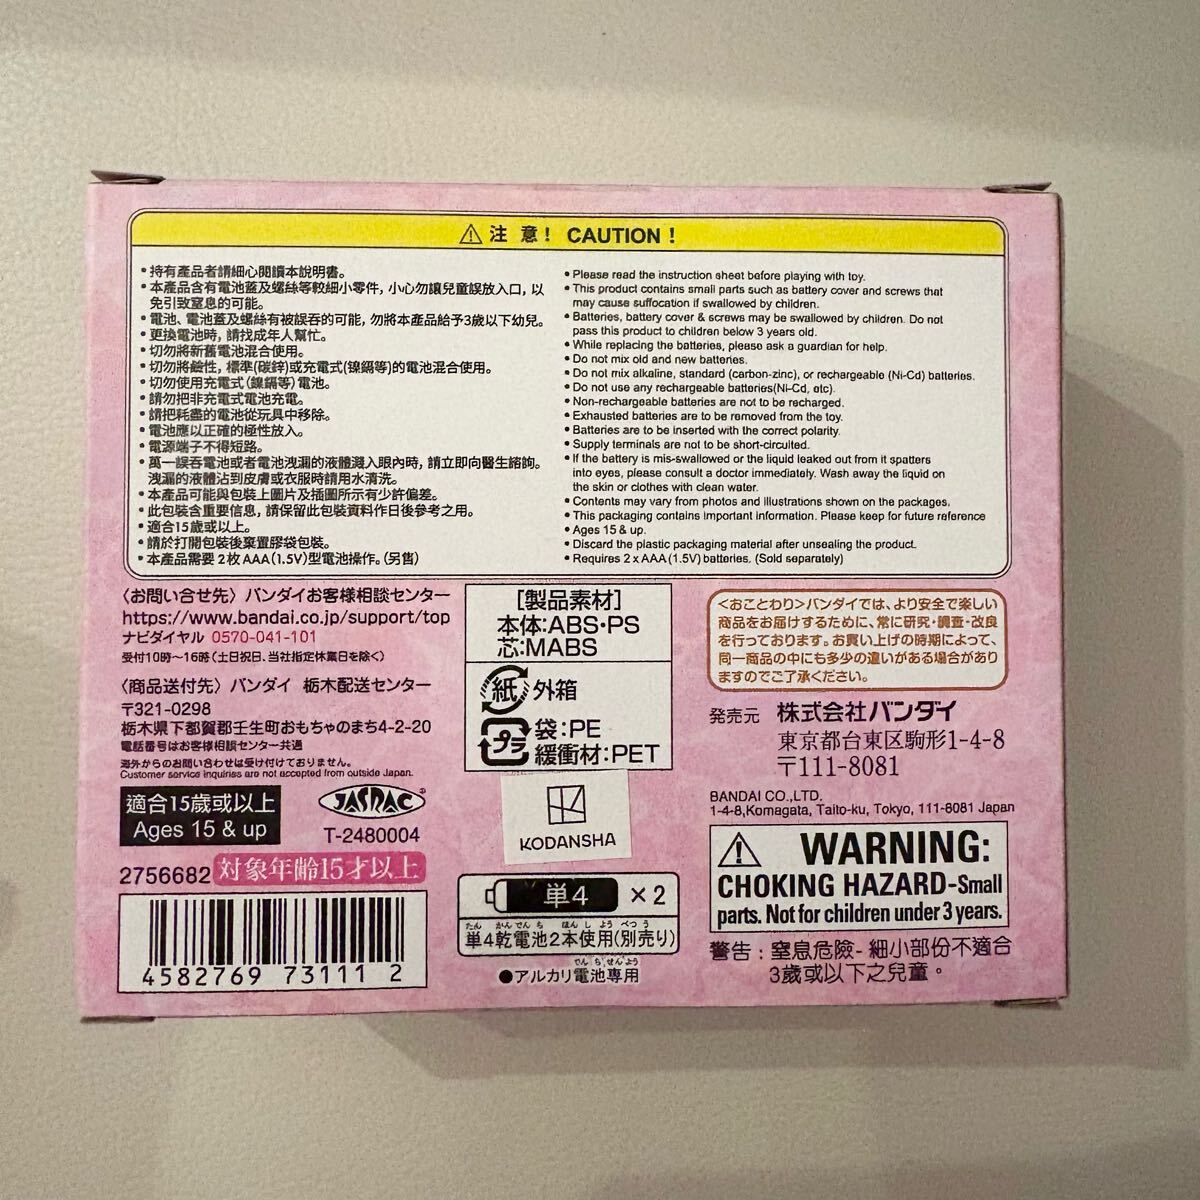 ⚠注意! CAUTION!
•持有產品者請細心閱讀本說明書。
•本產品含有電池蓋及螺絲等較細小零件,小心勿讓兒童誤放入口,以
免引致窒息的可能。
•電池、電池蓋及螺絲有被誤吞的可能,勿將本產品給予3歲以下幼兒。
•更換電池時,請找成年人幫忙。
•切勿將新舊電池混合使用。
•切勿將鹼性,標準(碳鋅)或充電式(鎳鎘等)的電池混合使用。
•切勿使用充電式(鎳鎘等)電池。
•請勿把非充電式電池充電。
•請把耗盡的電池從玩具中移除。
•電池應以正確的極性放入。
•電源端子不得短路。
•萬一誤吞電池或者電池洩漏的液體濺入眼內時,請立即向醫生諮詢。
洩漏的液體沾到皮膚或衣服時請用水清洗。
•本產品可能與包裝上圖片及插圖所示有少許偏差。
•此包裝含重要信息,請保留此包裝資料作日後參考之用。
•適合15歲或以上。
•請於打開包裝後棄置膠袋包裝。
•本產品需要2枚AAA(1.5V)型電池操作。(另售)
•Please read the instruction sheet before playing with toy.
•This product contains small parts such as battery cover and screws that
may cause suffocation if swallowed by children.
•Batteries, battery cover & screws may be swallowed by children. Do not
pass this product to children below 3 years old.
•While replacing the batteries, please ask a guardian for help.
•Do not mix old and new batteries.
•Do not mix alkaline, standard (carbon-zinc), or rechargeable (Ni-Cd) batteries.
•Do not use any rechargeable batteries(Ni-Cd, etc).
•Non-rechargeable batteries are not to be recharged.
•Exhausted batteries are to be removed from the toy.
•Batteries are to be inserted with the correct polarity.
•Supply terminals are not to be short-circuited.
•If the battery is mis-swallowed or the liquid leaked out from it spatters
into eyes, please consult a doctor immediately. Wash away the liquid on
the skin or clothes with clean water.
•Contents may vary from photos and illustrations shown on the packages.
•This packaging contains important information. Please keep for future reference
•Ages 15 & up.
•Discard the plastic packaging material after unsealing the product.
•Requires 2 x AAA(1.5V) batteries. (Sold separately)
〈お問い合せ先〉バンダイお客様相談センター
https://www.bandai.co.jp/support/top
ナビダイヤル 0570-041-101
受付10時〜16時(土日祝日、当社指定休業日を除く)
〈商品送付先〉バンダイ 栃木配送センター
〒321-0298
栃木県下都賀郡壬生町おもちゃのまち4-2-20
電話番号はお客様相談センター共通
海外からのお問い合せは受け付けておりません。
Customer service inquiries are not accepted from outside Japan.
適合15歲或以上
Ages 15 & up
JASRAC®
T-2480004
2756682 対象年齢15才以上
4582769 73111 2
[製品素材]
本体:ABS・PS
芯:MABS
紙 外箱
プラ 袋:PE
緩衝材:PET
KODANSHA
単4 ×2
たん かんでんち ほんしよう べつう
単4乾電池2本使用(別売り)
でんちせんよう
●アルカリ電池専用
〈おことわり〉バンダイでは、より安全で楽しい
商品をお届けするために、常に研究・調査・改良
を行っております。お買い上げの時期によって、
同一商品の中にも多少の違いがある場合があり
ますのでご了承ください。
発売元 株式会社バンダイ
東京都台東区駒形1-4-8
〒111-8081
BANDAI CO.,LTD.
1-4-8,Komagata, Taito-ku, Tokyo, 111-8081 Japan
⚠ WARNING:
CHOKING HAZARD-Small
parts. Not for children under 3 years.
警告:窒息危險-細小部份不適合
3歲或以下之兒童。